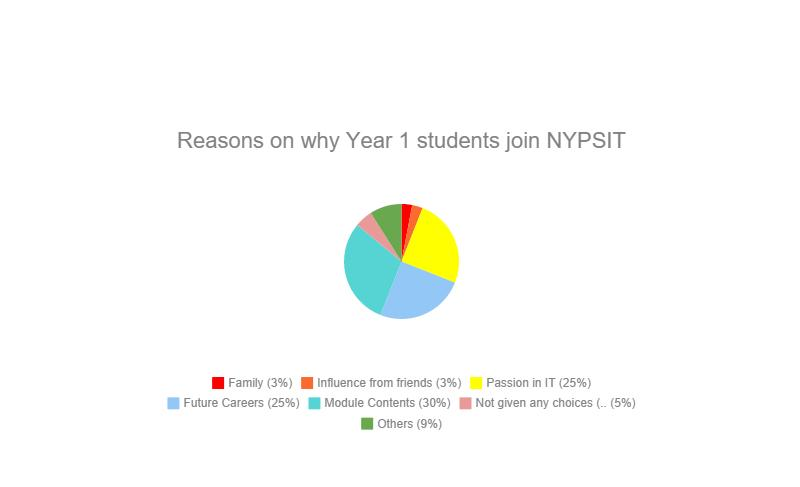 Reasons on why Year 1 students join NYPSIT
Family (3%) Influence from friends (3%) Passion in IT (25%)
Future Careers (25%) Module Contents (30%) Not given any choices (.. (5%)
Others (9%)